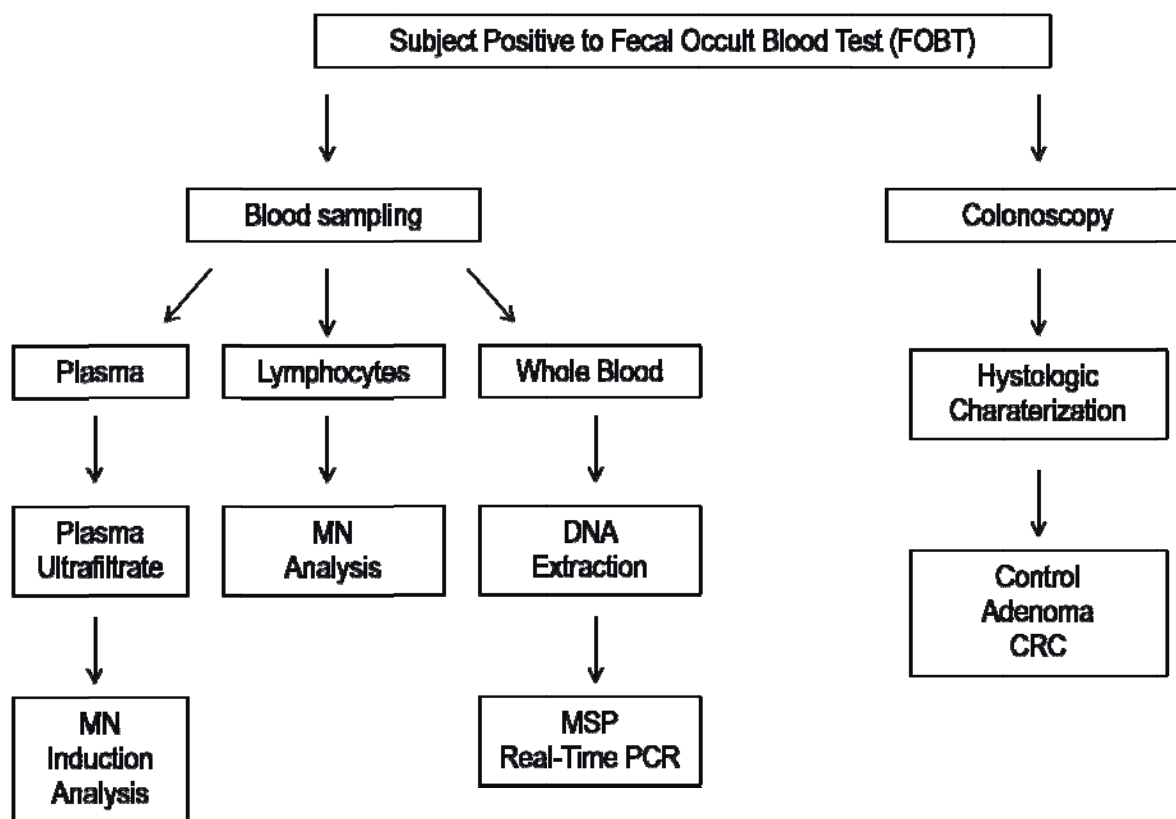 Subject Positive to Fecal Occult Blood Test (FOBT)
Blood sampling
Colonoscopy
Plasma
Lymphocytes
Whole Blood
Hystologic
Charaterization
Plasma
Ultrafiltrate
MN
Analysis
DNA
Extraction
Control
Adenoma
CRC
MN
Induction
Analysis
MSP
Real-Time PCR